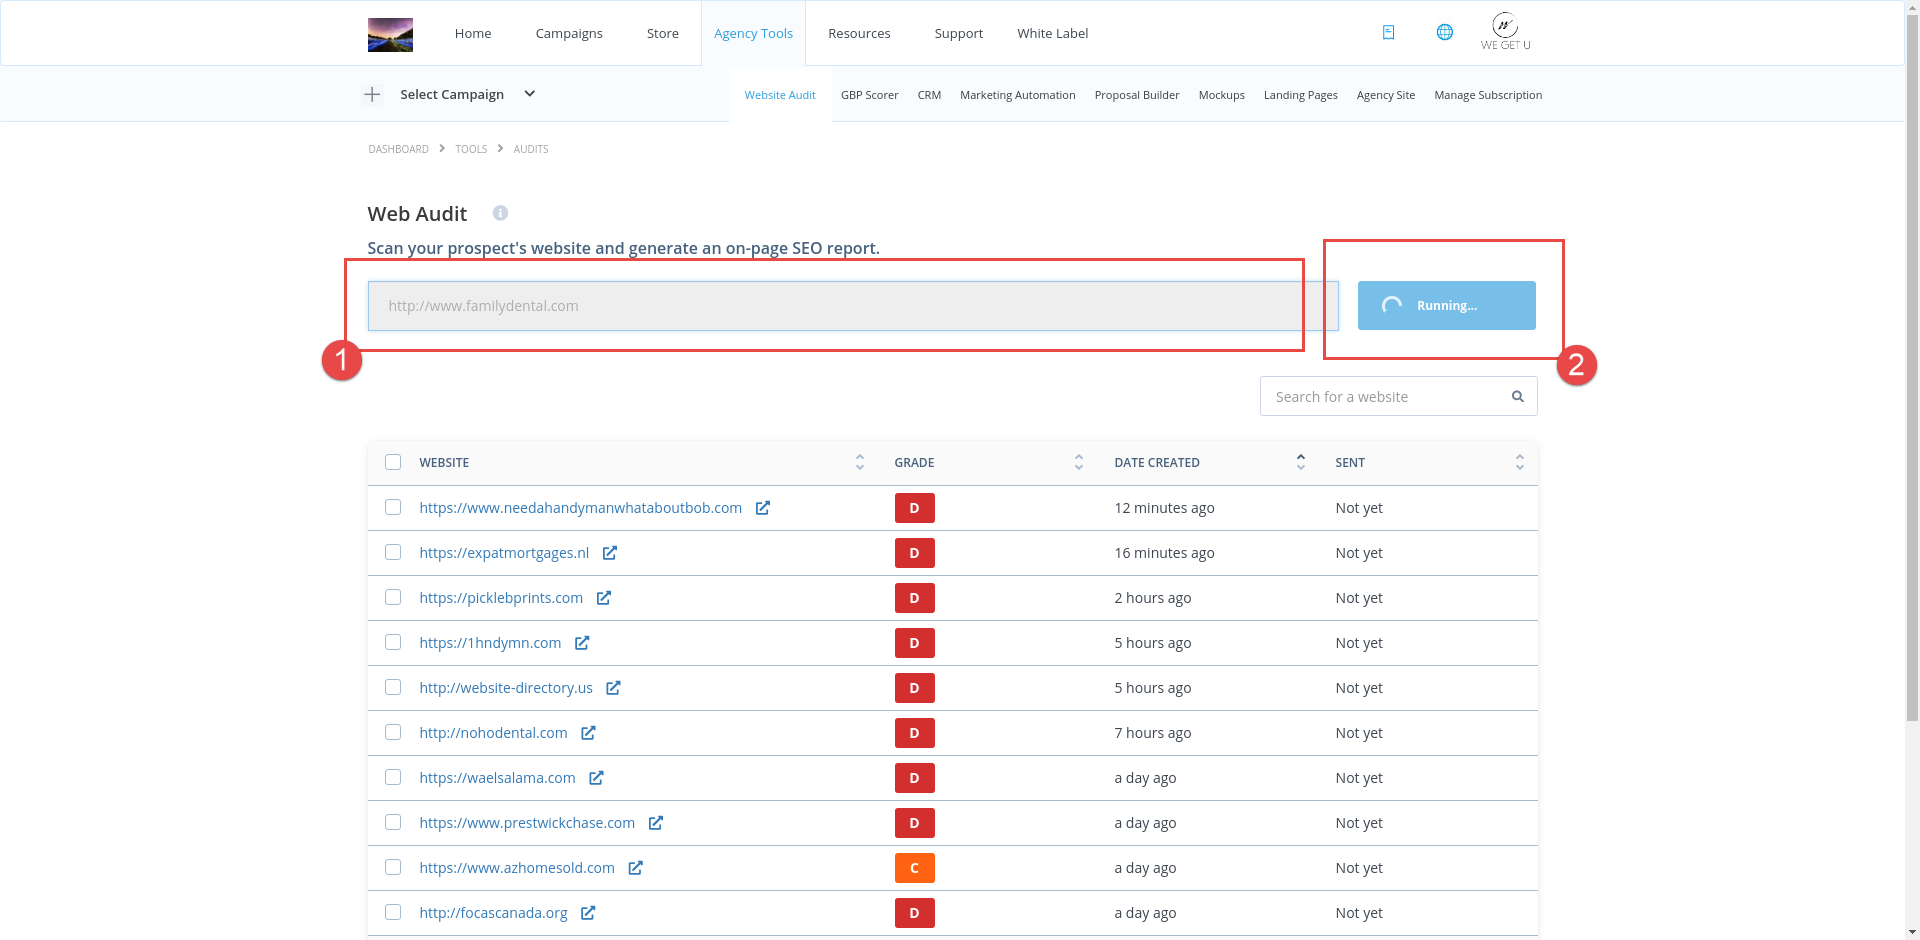 Home Campaigns Store Agency Tools Resources Support White Label
WE GET U
Select Campaign Website Audit GBP Scorer CRM Marketing Automation Proposal Builder Mockups Landing Pages Agency Site Manage Subscription
DASHBOARD TOOLS AUDITS
Web Audit
Scan your prospect's website and generate an on-page SEO report.
http://www.familydental.com Running...
1 2
Search for a website
WEBSITE GRADE DATE CREATED SENT
https://www.needahandymanwhataboutbob.com D 12 minutes ago Not yet
https://expatmortgages.nl D 16 minutes ago Not yet
https://picklebprints.com D 2 hours ago Not yet
https://1hndymn.com D 5 hours ago Not yet
http://website-directory.us D 5 hours ago Not yet
http://nohodental.com D 7 hours ago Not yet
https://waelsalama.com D a day ago Not yet
https://www.prestwickchase.com D a day ago Not yet
https://www.azhomesold.com C a day ago Not yet
http://focascanada.org D a day ago Not yet